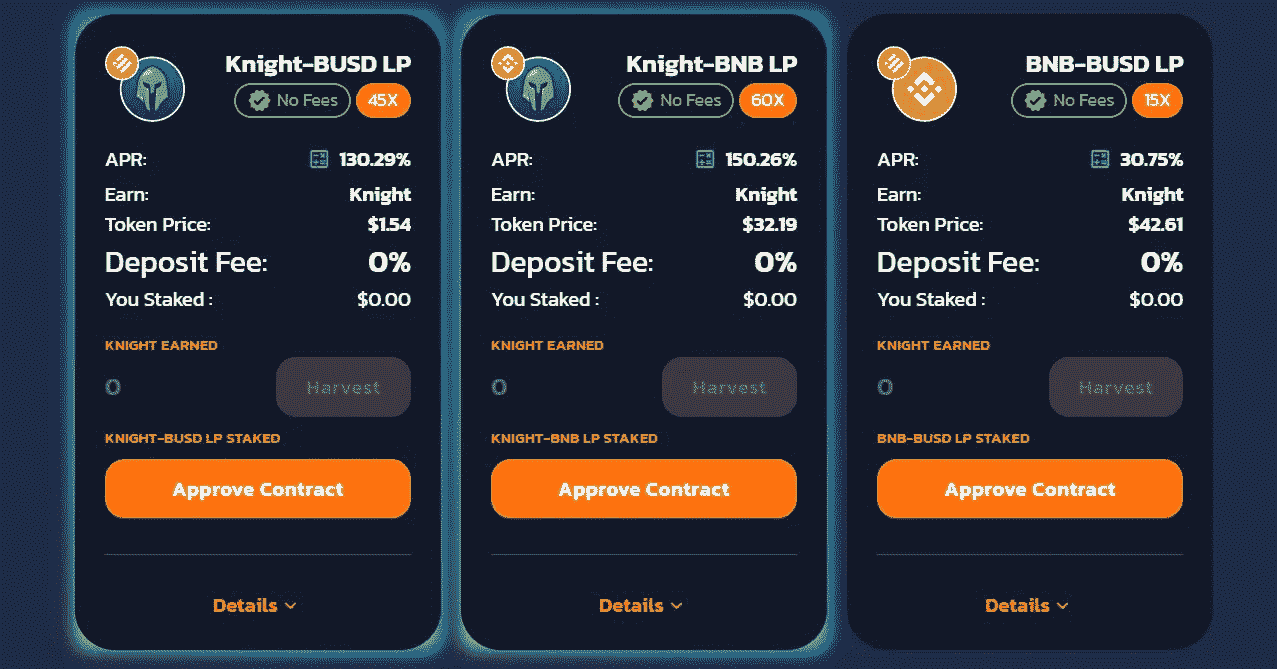 Knight-BUSD LP
No Fees 45X
APR: 130.29%
Earn: Knight
Token Price: $1.54
Deposit Fee: 0%
You Staked : $0.00
KNIGHT EARNED
0 Harvest
KNIGHT-BUSD LP STAKED
Approve Contract
Details
Knight-BNB LP
No Fees 60X
APR: 150.26%
Earn: Knight
Token Price: $32.19
Deposit Fee: 0%
You Staked : $0.00
KNIGHT EARNED
0 Harvest
KNIGHT-BNB LP STAKED
Approve Contract
Details
BNB-BUSD LP
No Fees 15X
APR: 30.75%
Earn: Knight
Token Price: $42.61
Deposit Fee: 0%
You Staked : $0.00
KNIGHT EARNED
0 Harvest
BNB-BUSD LP STAKED
Approve Contract
Details